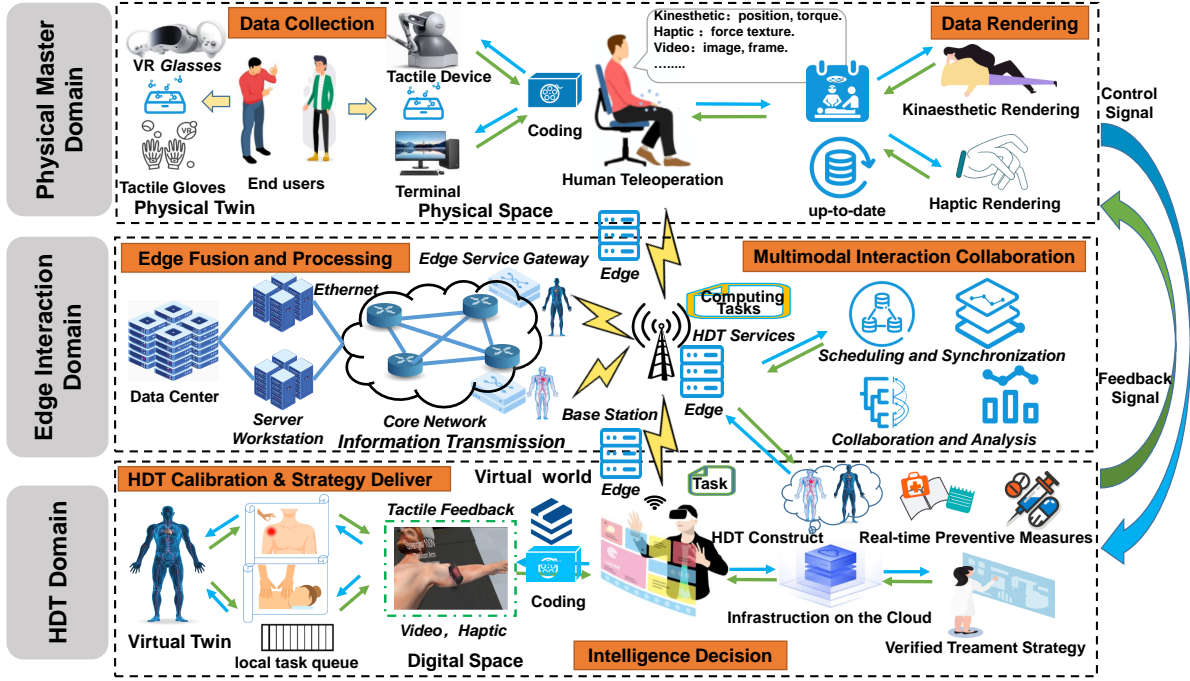 Physical Master
Domain
Data Collection
VR Glasses
VR
Tactile Gloves
Physical Twin
End users
Tactile Device
Terminal
Physical Space
Coding
Human Teleoperation
Kinesthetic: position, torque.
Haptic : force texture.
Video: image, frame.
…......
Data Rendering
Kinaesthetic Rendering
up-to-date
Haptic Rendering
Control
Signal
Edge Interaction
Domain
Edge Fusion and Processing
Data Center
Ethernet
Server
Workstation
Edge Service Gateway
Core Network
Information Transmission
Edge
Base Station
Computing
Tasks
HDT Services
Edge
Edge
Multimodal Interaction Collaboration
Scheduling and Synchronization
Collaboration and Analysis
Feedback
Signal
HDT Domain
HDT Calibration & Strategy Deliver
Virtual Twin
local task queue
Tactile Feedback
Video, Haptic
Digital Space
Virtual world
Coding
Task
Intelligence Decision
HDT Construct
Infrastruction on the Cloud
Real-time Preventive Measures
Verified Treament Strategy